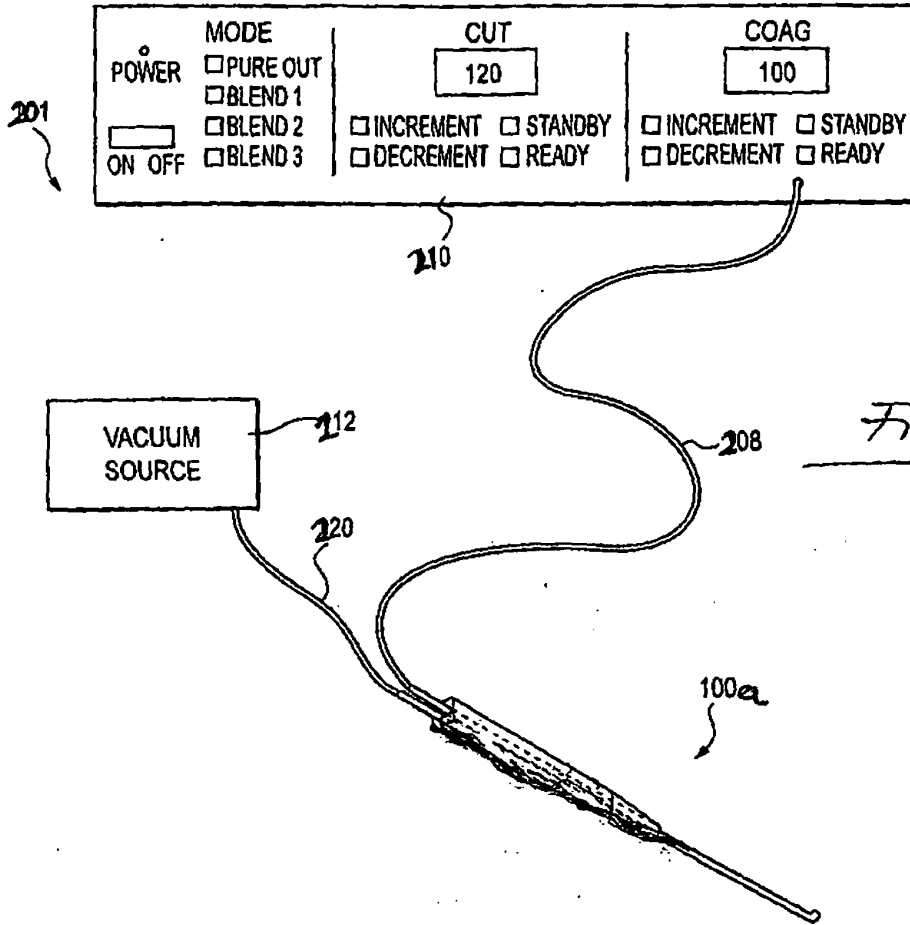 MODE
POWER
□ PURE OUT
□ BLEND 1
□ BLEND 2
□ BLEND 3
ON OFF
CUT
120
□ INCREMENT □ STANDBY
□ DECREMENT □ READY
COAG
100
□ INCREMENT □ STANDBY
□ DECREMENT □ READY
201
210
VACUUM
SOURCE
212
208
220
100a